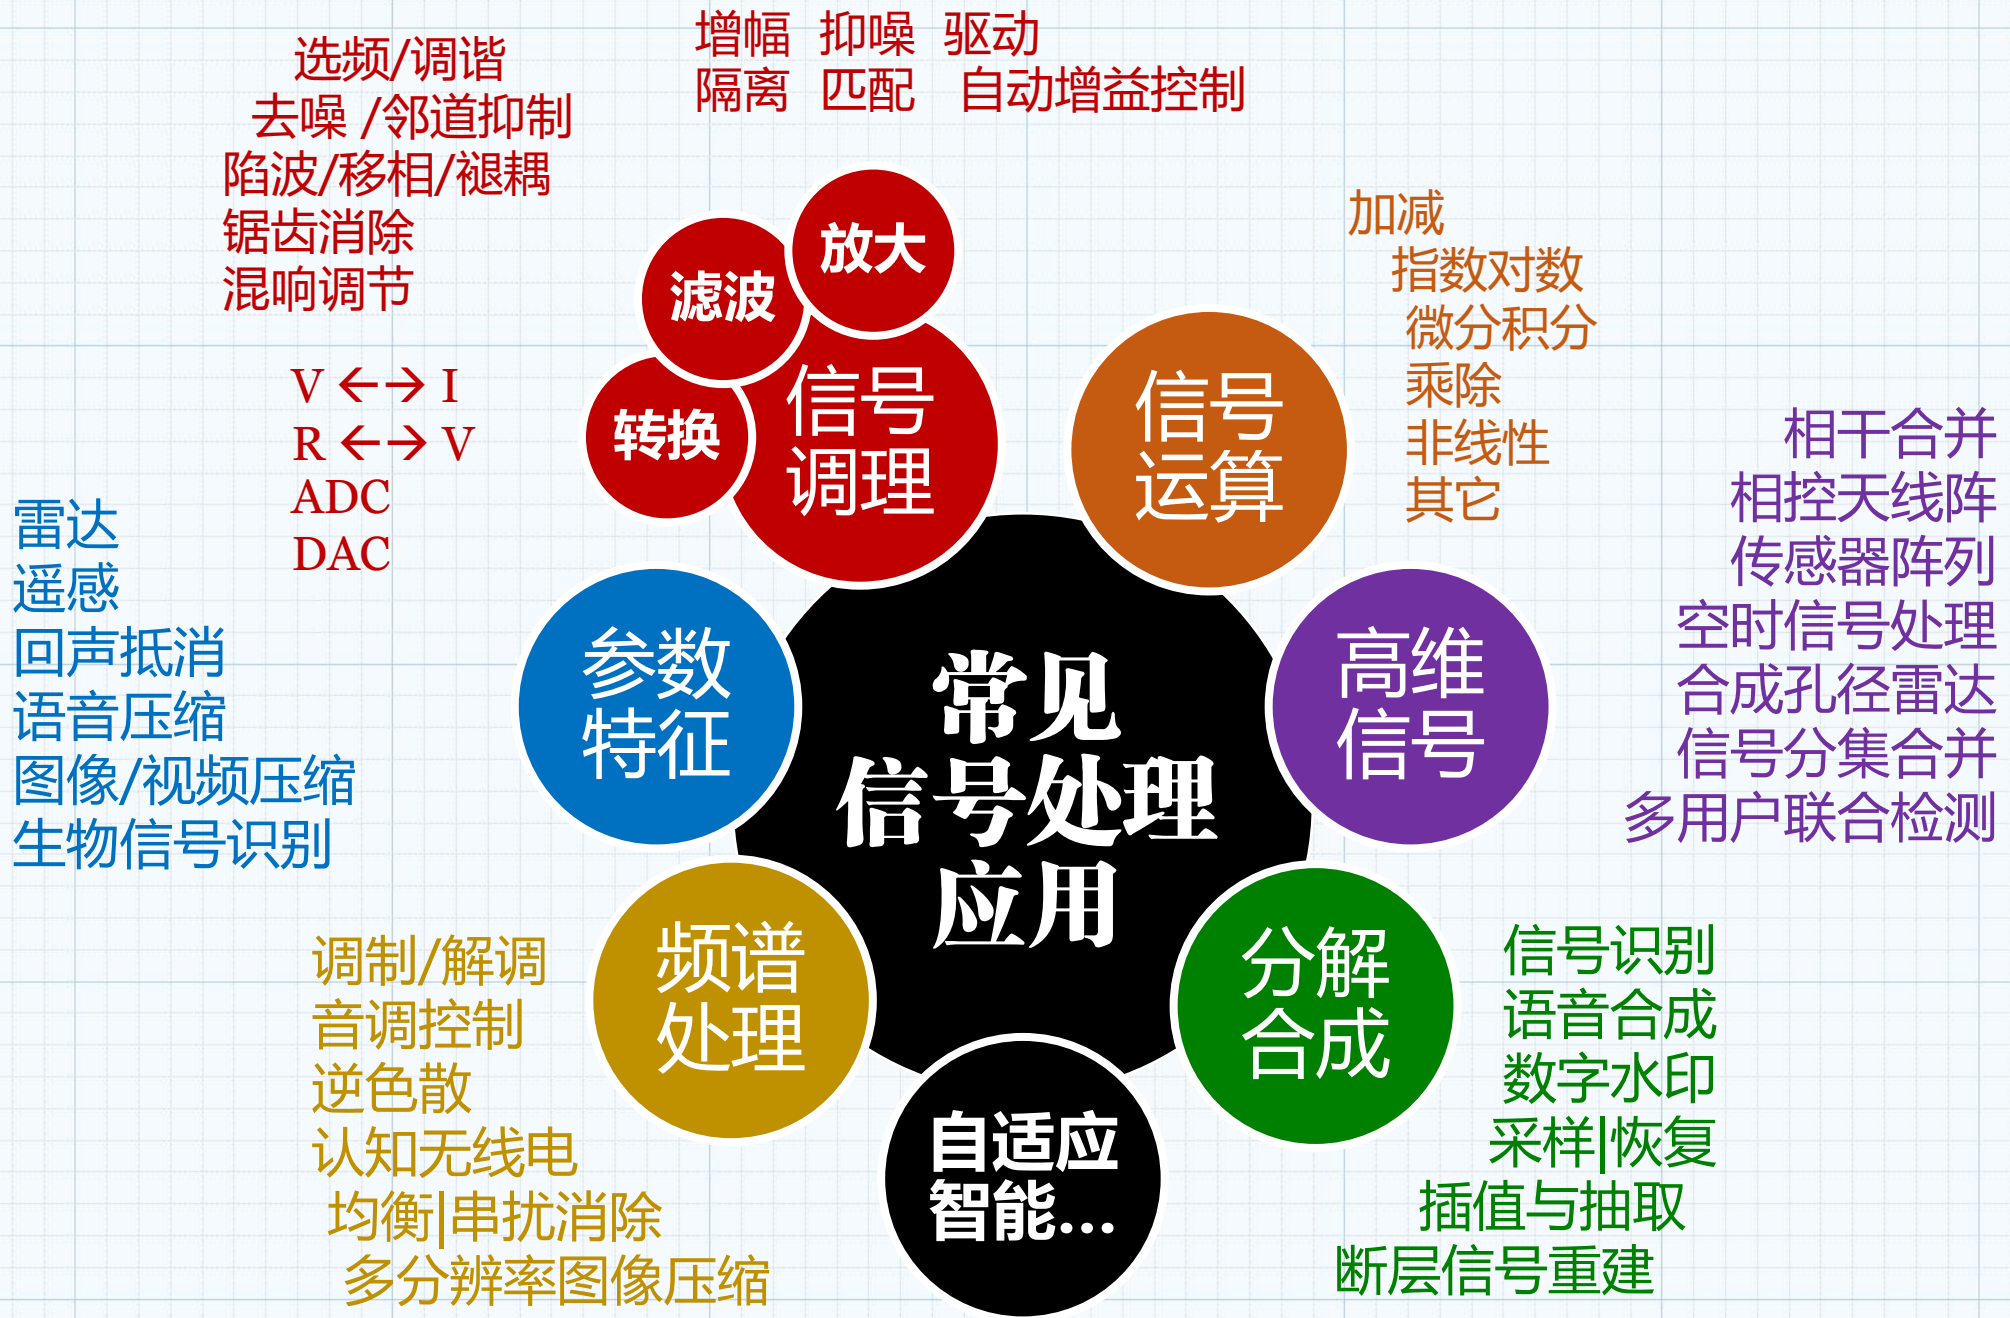 增幅 抑噪 驱动
隔离 匹配 自动增益控制
选频/调谐
去噪 /邻道抑制
陷波/移相/褪耦
锯齿消除
混响调节
V ←→ I
R ←→ V
ADC
DAC
放大
滤波
转换
信号
调理
信号
运算
加减
指数对数
微分积分
乘除
非线性
其它
雷达
遥感
回声抵消
语音压缩
图像/视频压缩
生物信号识别
参数
特征
常见
信号处理
应用
高维
信号
相干合并
相控天线阵
传感器阵列
空时信号处理
合成孔径雷达
信号分集合并
多用户联合检测
调制/解调
音调控制
逆色散
认知无线电
均衡|串扰消除
多分辨率图像压缩
频谱
处理
自适应
智能...
分解
合成
信号识别
语音合成
数字水印
采样|恢复
插值与抽取
断层信号重建